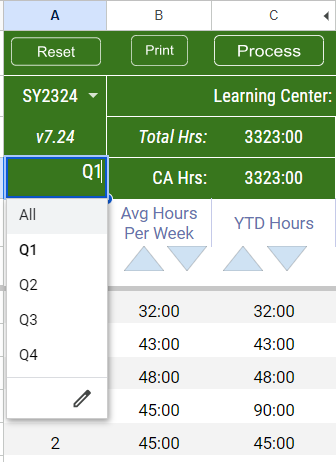 A B C
Reset Print Process
SY2324 Learning Center:
v7.24 Total Hrs: 3323:00
Q1 CA Hrs: 3323:00
All
Q1
Q2
Q3
Q4
Avg Hours
Per Week
YTD Hours
32:00 32:00
43:00 43:00
48:00 48:00
45:00 90:00
2 45:00 45:00